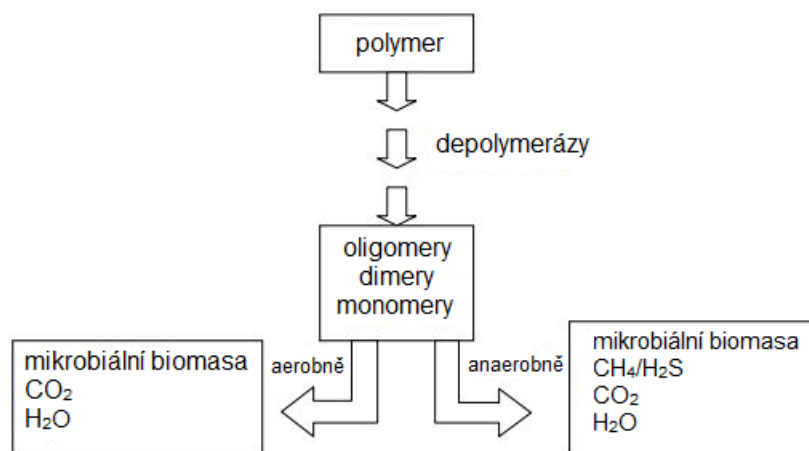 polymer
depolymerázy
oligomery
dimery
monomery
aerobně
anaerobně
mikrobiální biomasa
CO₂
H₂O
mikrobiální biomasa
CH₄/H₂S
CO₂
H₂O